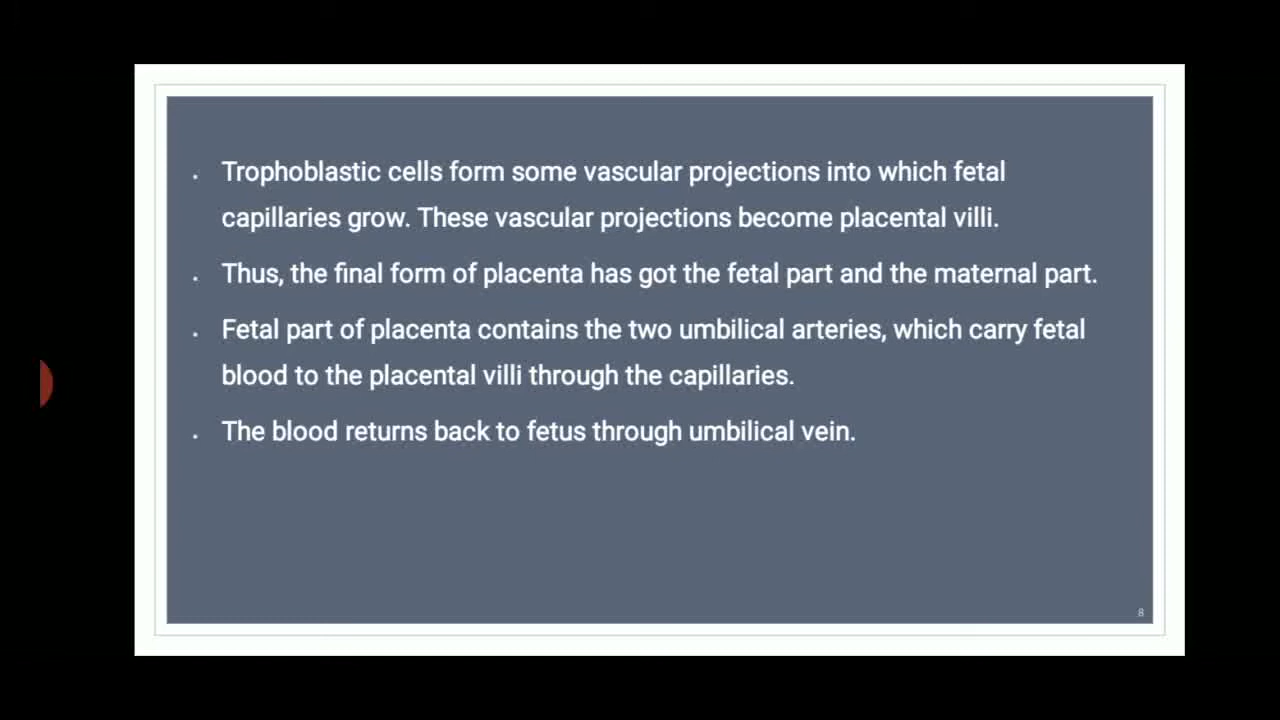 . Trophoblastic cells form some vascular projections into which fetal
capillaries grow. These vascular projections become placental villi.
. Thus, the final form of placenta has got the fetal part and the maternal part.
. Fetal part of placenta contains the two umbilical arteries, which carry fetal
blood to the placental villi through the capillaries.
. The blood returns back to fetus through umbilical vein.
8